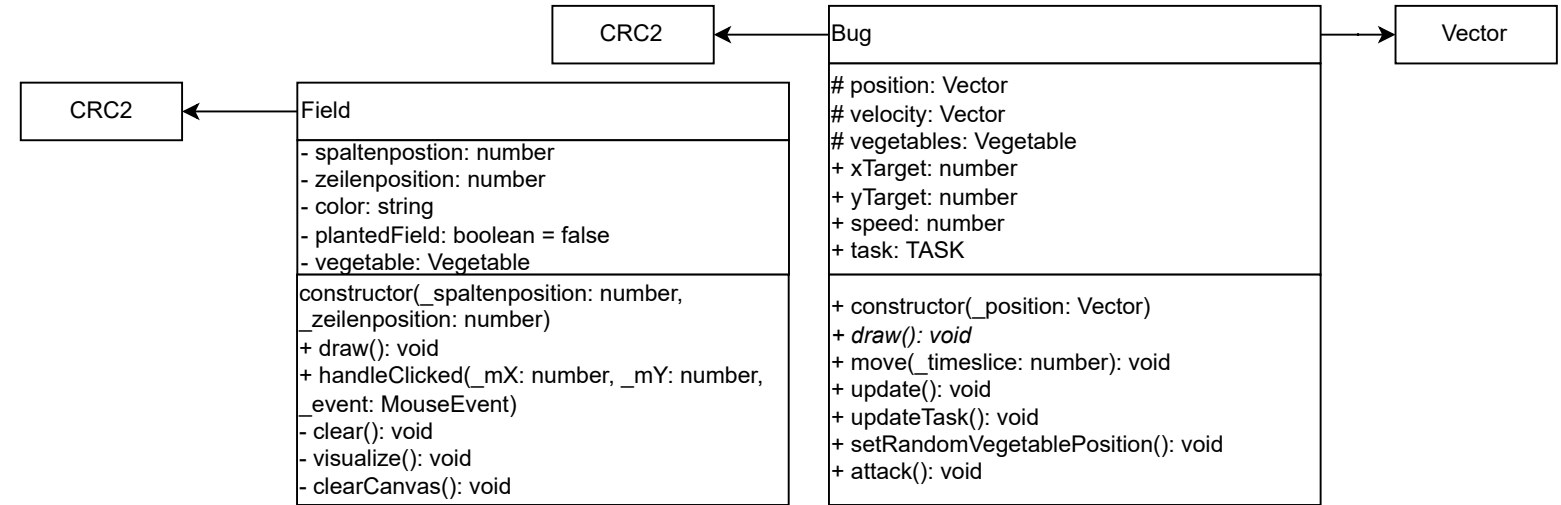 CRC2
Bug
Vector
# position: Vector
# velocity: Vector
# vegetables: Vegetable
+ xTarget: number
+ yTarget: number
+ speed: number
+ task: TASK
+ constructor(_position: Vector)
+ draw(): void
+ move(_timeslice: number): void
+ update(): void
+ updateTask(): void
+ setRandomVegetablePosition(): void
+ attack(): void
CRC2
Field
- spaltenpostion: number
- zeilenposition: number
- color: string
- plantedField: boolean = false
- vegetable: Vegetable
constructor(_spaltenposition: number,
_zeilenposition: number)
+ draw(): void
+ handleClicked(_mX: number, _mY: number,
_event: MouseEvent)
- clear(): void
- visualize(): void
- clearCanvas(): void